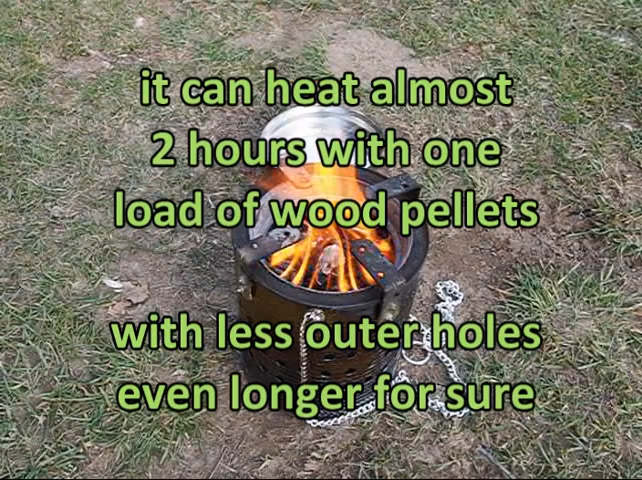 it can heat almost
2 hours with one
load of wood pellets
with less outer holes
even longer for sure